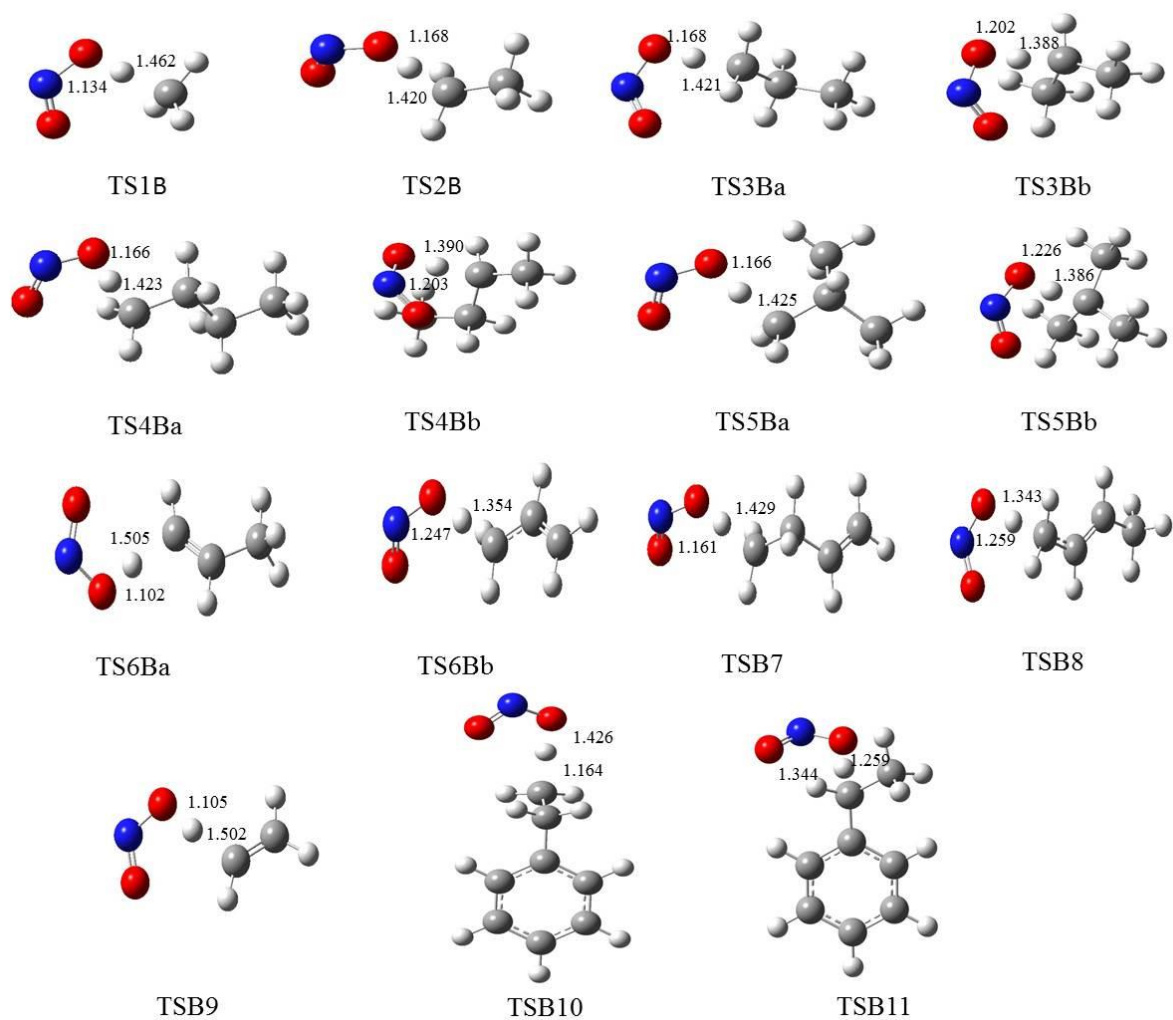 1.134 1.462
TS1B
1.168
1.420
TS2B
1.168
1.421
TS3Ba
1.202
1.388
TS3Bb
1.166
1.423
TS4Ba
1.390
1.203
TS4Bb
1.166
1.425
TS5Ba
1.226
1.386
TS5Bb
1.505
1.102
TS6Ba
1.354
1.247
TS6Bb
1.429
1.161
TSB7
1.343
1.259
TSB8
1.105
1.502
TSB9
1.426
1.164
TSB10
1.344 1.259
TSB11